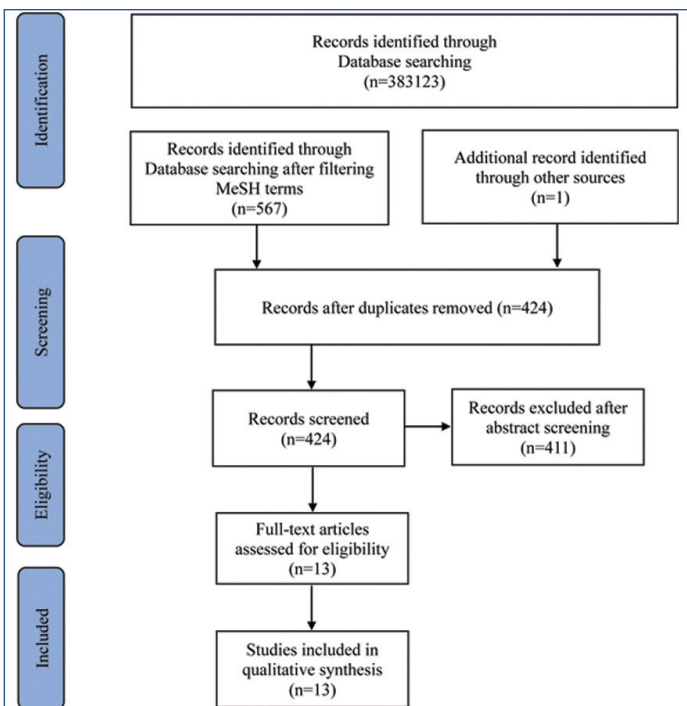 Identification
Records identified through
Database searching
(n=383123)
Records identified through
Database searching after filtering
MeSH terms
(n=567)
Additional record identified
through other sources
(n=1)
Screening
Records after duplicates removed (n=424)
Records screened
(n=424)
Records excluded after
abstract screening
(n=411)
Eligibility
Full-text articles
assessed for eligibility
(n=13)
Included
Studies included in
qualitative synthesis
(n=13)